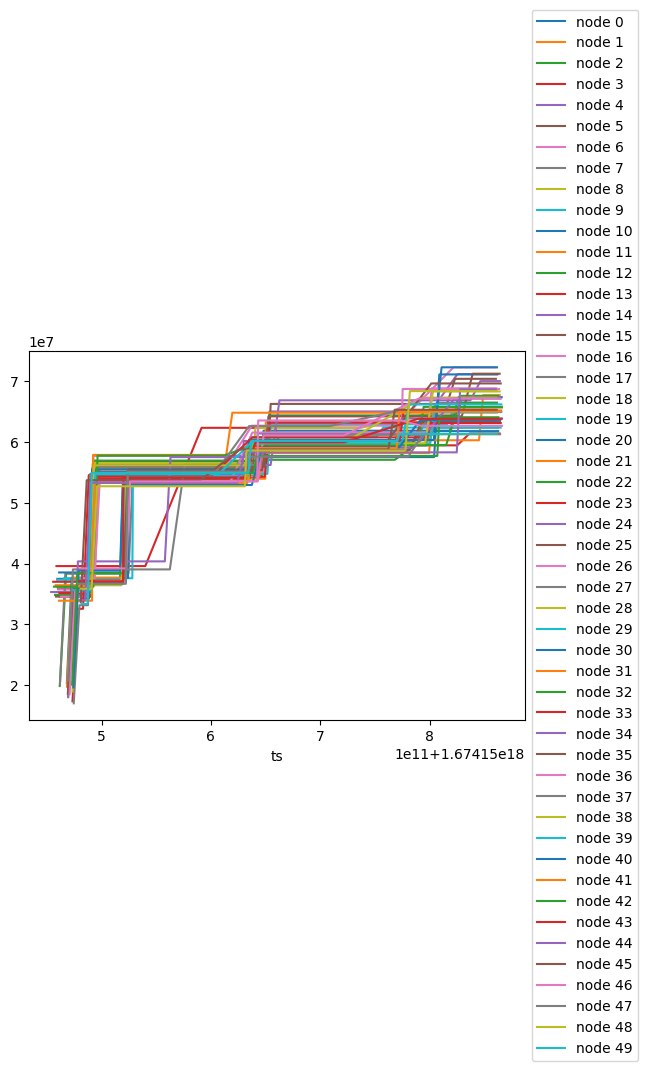 1e7
7
6
5
4
3
2
5 6 7 8
1e11+1.67415e18
ts
node 0
node 1
node 2
node 3
node 4
node 5
node 6
node 7
node 8
node 9
node 10
node 11
node 12
node 13
node 14
node 15
node 16
node 17
node 18
node 19
node 20
node 21
node 22
node 23
node 24
node 25
node 26
node 27
node 28
node 29
node 30
node 31
node 32
node 33
node 34
node 35
node 36
node 37
node 38
node 39
node 40
node 41
node 42
node 43
node 44
node 45
node 46
node 47
node 48
node 49